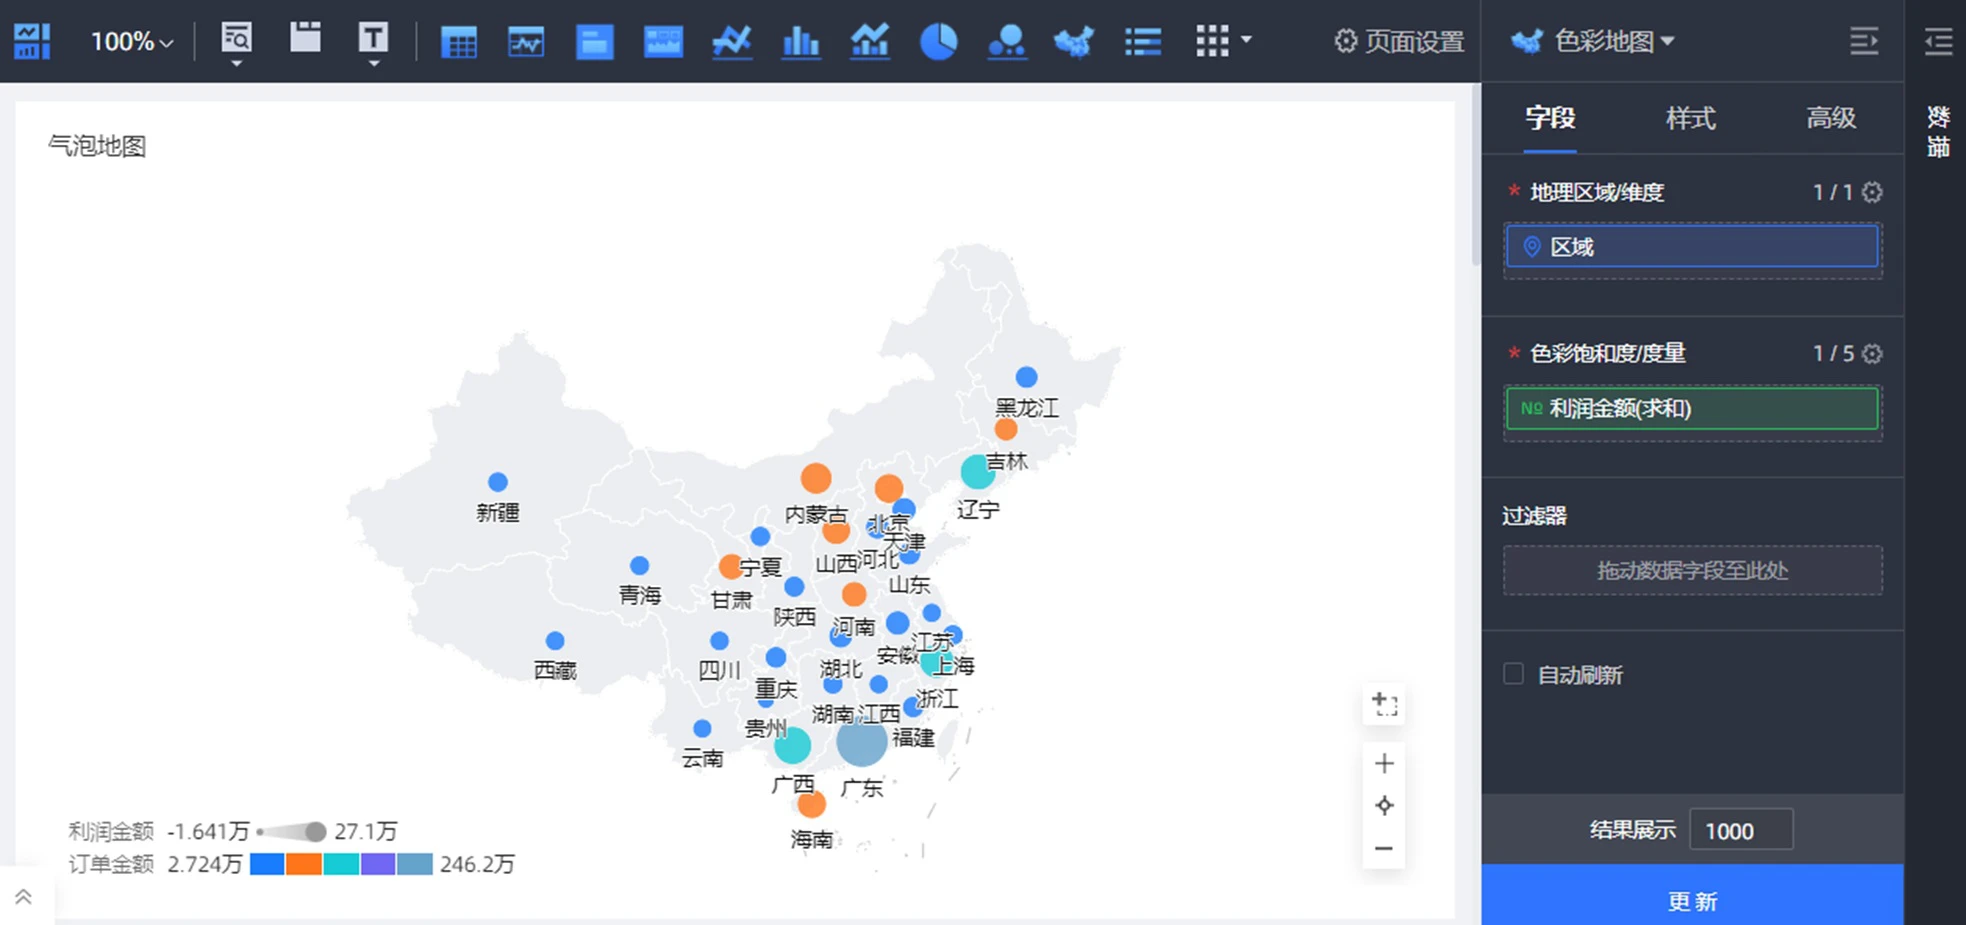 100%
T
页面设置
色彩地图
字段
样式
高级
数据
* 地理区域/维度
1 / 1
区域
* 色彩饱和度/度量
1 / 5
№ 利润金额(求和)
过滤器
拖动数据字段至此处
自动刷新
结果展示
1000
更新
气泡地图
黑龙江
吉林
辽宁
新疆
内蒙古
北京
天津
宁夏
山西
河北
青海
甘肃
山东
陕西
河南
西藏
四川
湖北
安徽
江苏
上海
重庆
贵州
湖南
江西
浙江
云南
福建
广西
广东
海南
利润金额 -1.641万 27.1万
订单金额 2.724万 246.2万